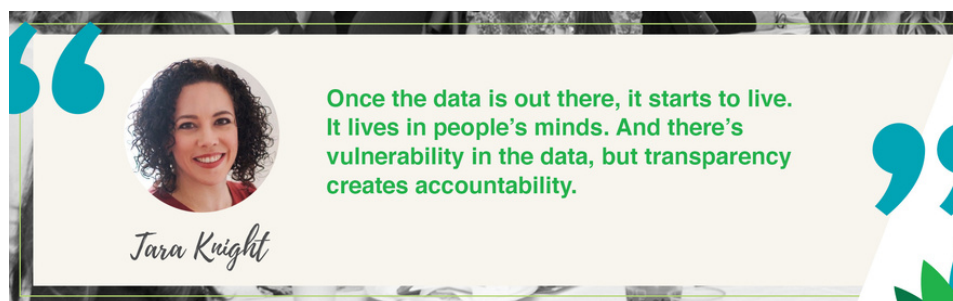 Once the data is out there, it starts to live.
It lives in people’s minds. And there’s
vulnerability in the data, but transparency
creates accountability.
Tara Knight